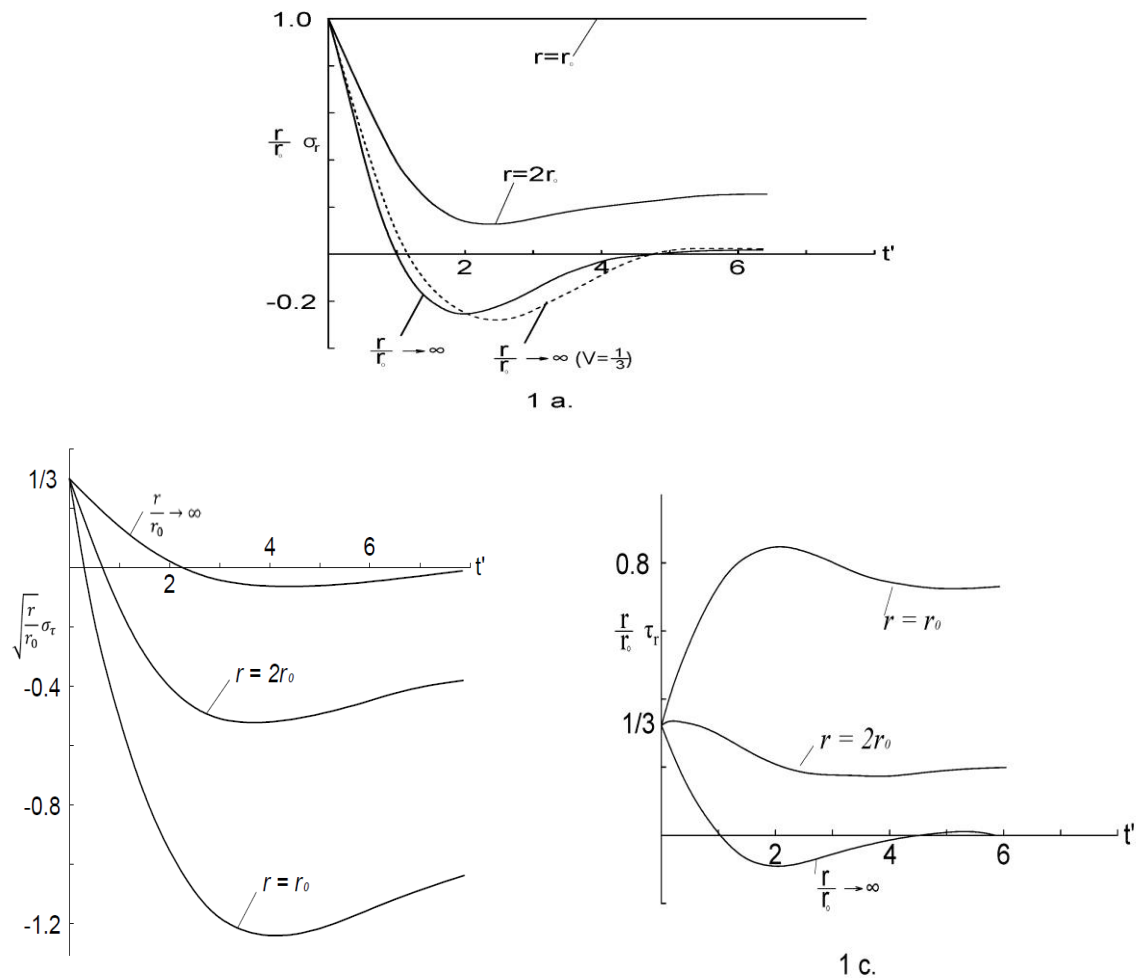 1.0
r=r₀
r/r₀ σᵣ
r=2r₀
t'
2 4 6
-0.2
r/r₀ → ∞
r/r₀ → ∞ (V=1/3)
1 a.
1/3
r/r₀ → ∞
4 6
t'
2
√(r/r₀) σ_τ
-0.4
r = 2r₀
-0.8
r = r₀
-1.2
0.8
r/r₀ τᵣ
r = r₀
1/3
r = 2r₀
t'
2 4 6
r/r₀ → ∞
1 c.